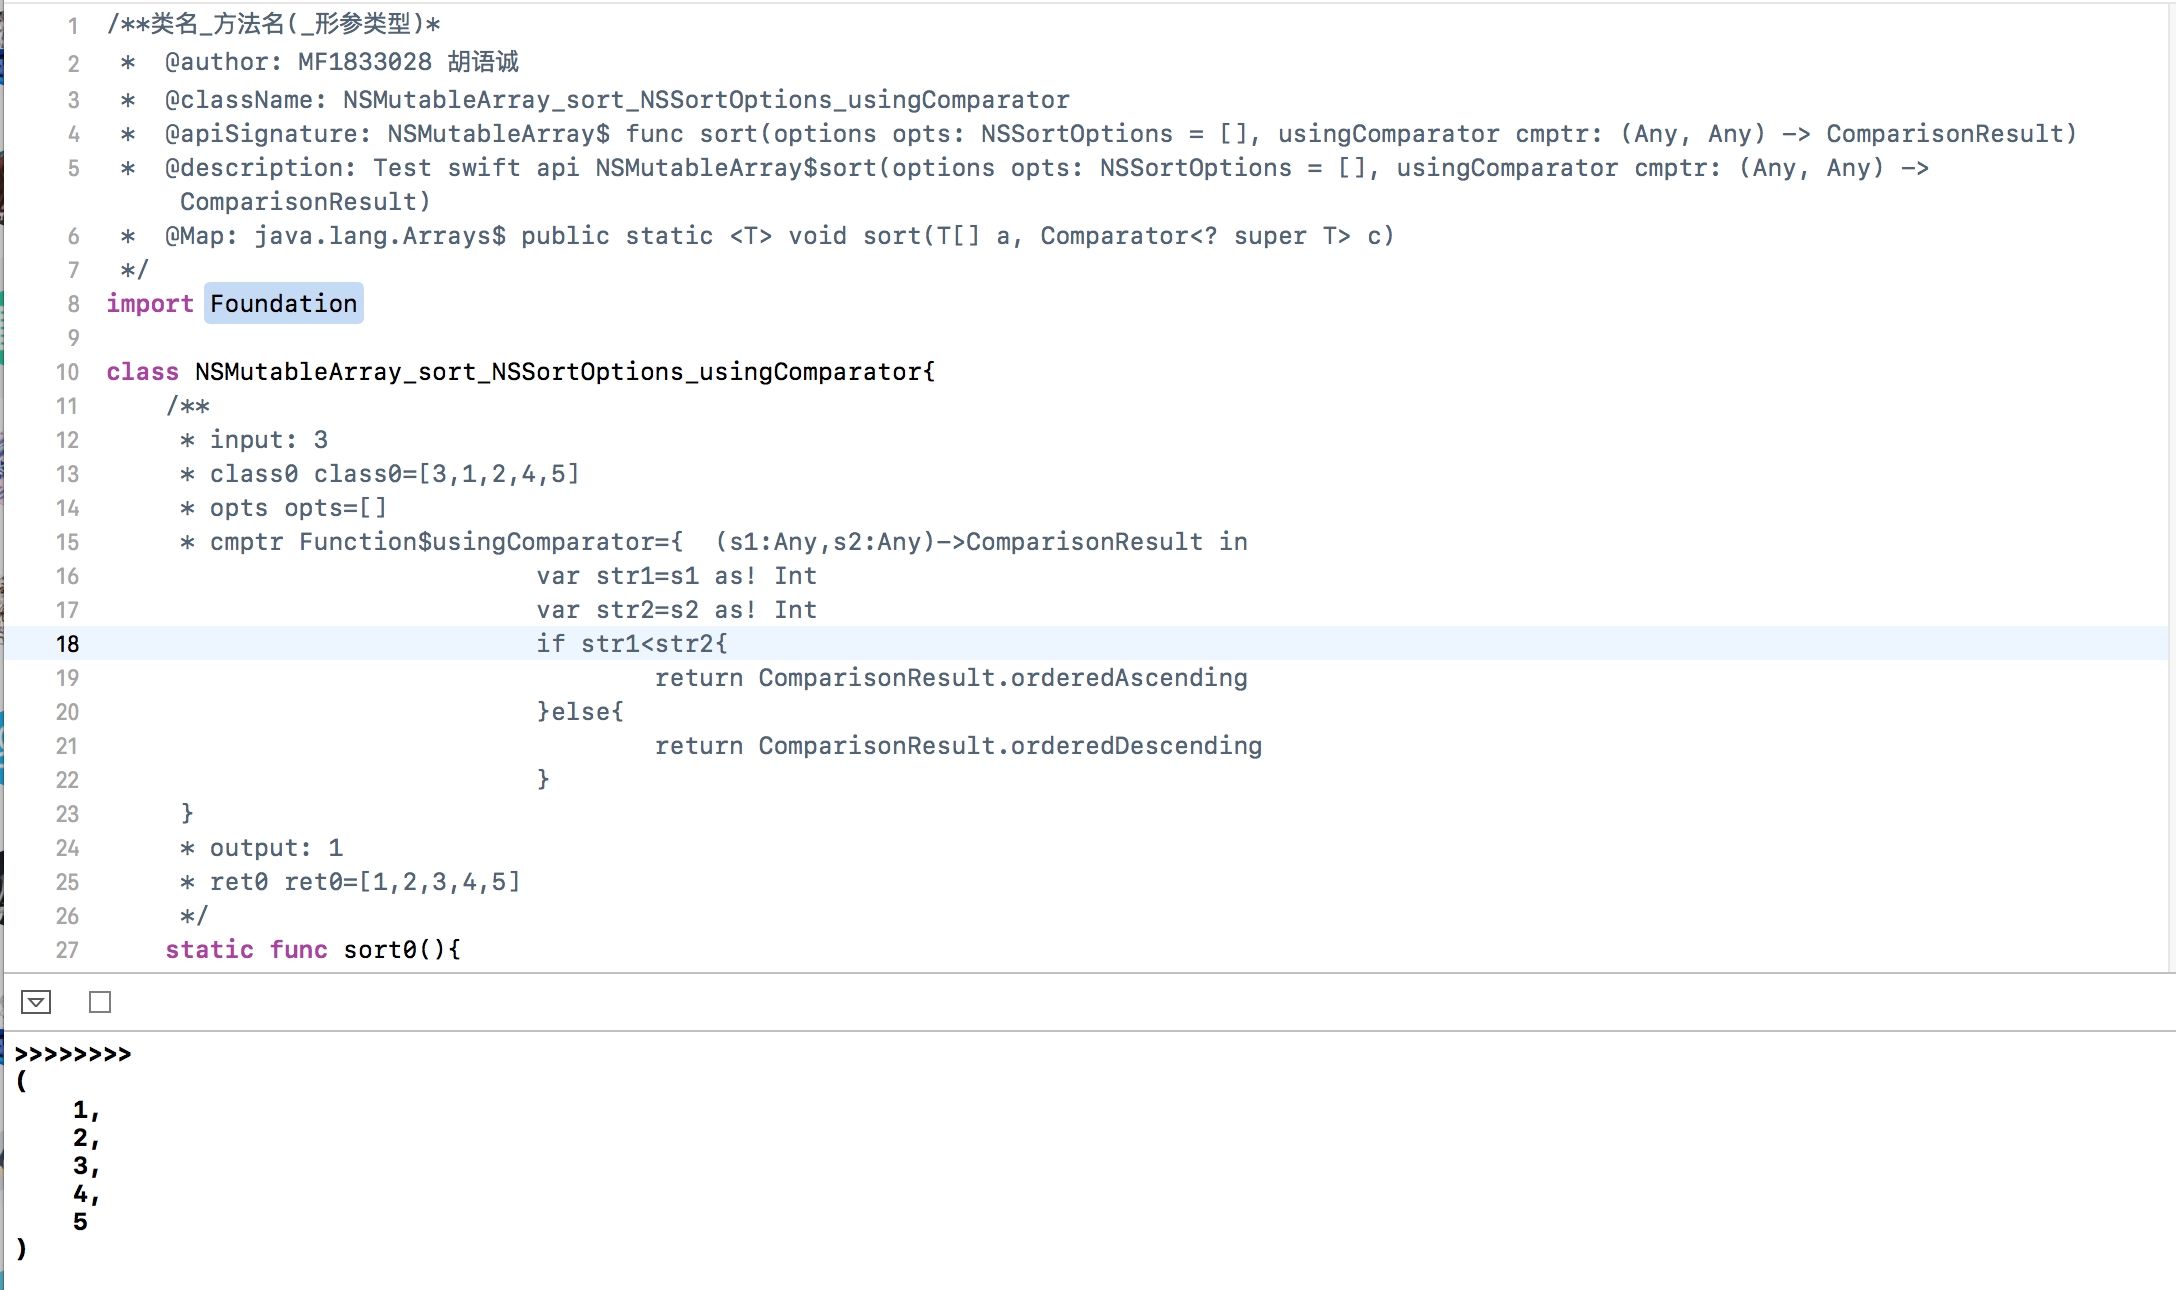 1 /**类名_方法名(_形参类型)*
2 * @author: MF1833028 胡语诚
3 * @className: NSMutableArray_sort_NSSortOptions_usingComparator
4 * @apiSignature: NSMutableArray$ func sort(options opts: NSSortOptions = [], usingComparator cmptr: (Any, Any) -> ComparisonResult)
5 * @description: Test swift api NSMutableArray$sort(options opts: NSSortOptions = [], usingComparator cmptr: (Any, Any) ->
ComparisonResult)
6 * @Map: java.lang.Arrays$ public static <T> void sort(T[] a, Comparator<? super T> c)
7 */
8 import Foundation
9
10 class NSMutableArray_sort_NSSortOptions_usingComparator{
11 /**
12 * input: 3
13 * class0 class0=[3,1,2,4,5]
14 * opts opts=[]
15 * cmptr Function$usingComparator={  (s1:Any,s2:Any)->ComparisonResult in
16 var str1=s1 as! Int
17 var str2=s2 as! Int
18 if str1<str2{
19 return ComparisonResult.orderedAscending
20 }else{
21 return ComparisonResult.orderedDescending
22 }
23 }
24 * output: 1
25 * ret0 ret0=[1,2,3,4,5]
26 */
27 static func sort0(){
>>>>>>>>
(
1,
2,
3,
4,
5
)